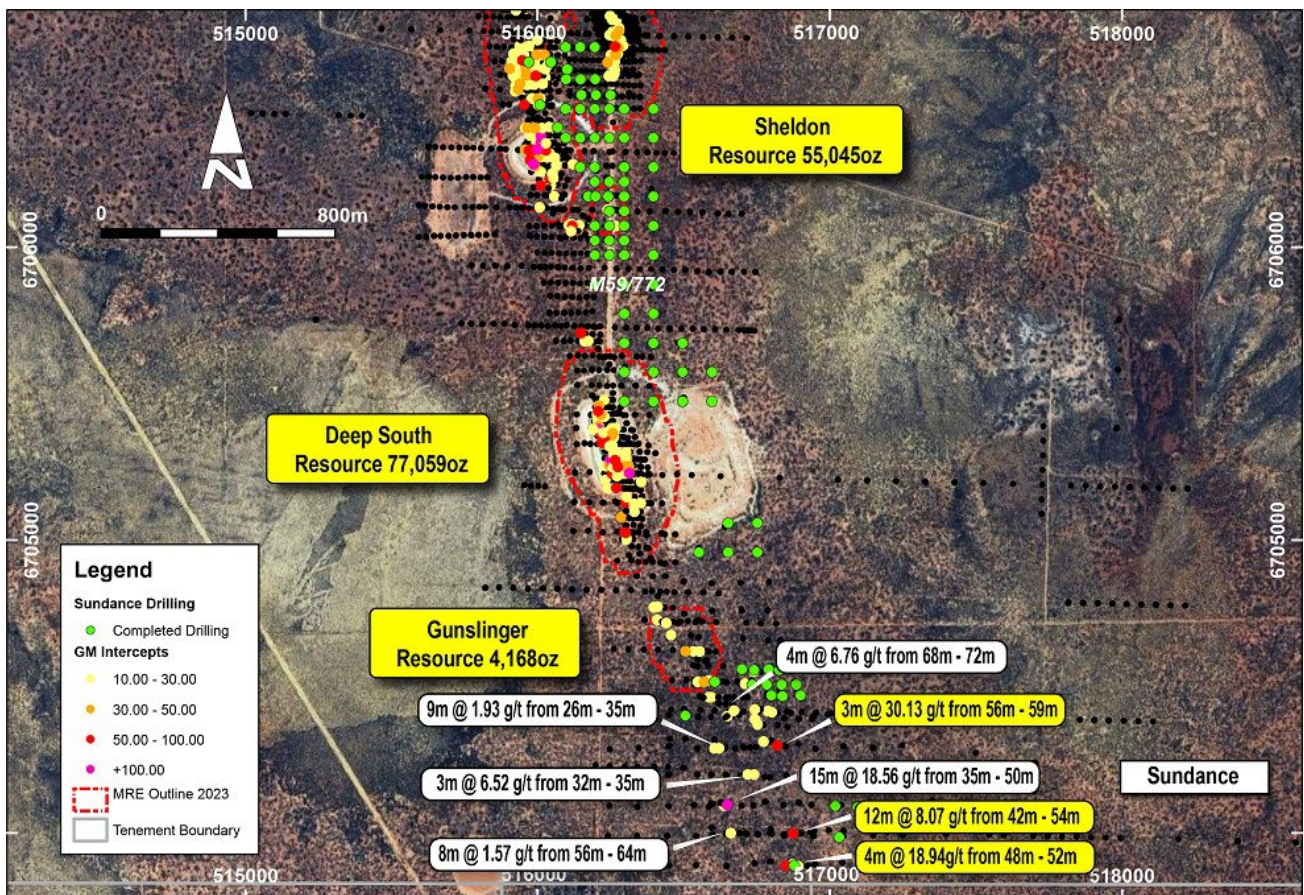 515000
516000
517000
518000
Sheldon
Resource 55,045oz
N
0
800m
6706000
6706000
M59/772
Deep South
Resource 77,059oz
6705000
6705000
Legend
Sundance Drilling
Completed Drilling
GM Intercepts
10.00 - 30.00
30.00 - 50.00
50.00 - 100.00
+100.00
MRE Outline 2023
Tenement Boundary
Gunslinger
Resource 4,168oz
4m @ 6.76 g/t from 68m - 72m
9m @ 1.93 g/t from 26m - 35m
3m @ 30.13 g/t from 56m - 59m
3m @ 6.52 g/t from 32m - 35m
15m @ 18.56 g/t from 35m - 50m
Sundance
12m @ 8.07 g/t from 42m - 54m
8m @ 1.57 g/t from 56m - 64m
4m @ 18.94g/t from 48m - 52m
515000
516000
517000
518000